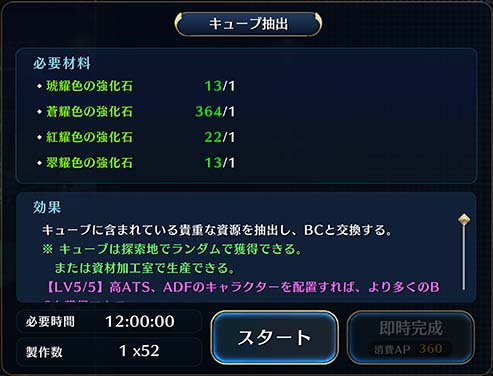 キューブ抽出
必要材料
琥耀色の強化石 13/1
蒼耀色の強化石 364/1
紅耀色の強化石 22/1
翠耀色の強化石 13/1
効果
キューブに含まれている貴重な資源を抽出し、BCと交換する。
※ キューブは探索地でランダムで獲得できる。
または資材加工室で生産できる。
【LV5/5】高ATS、ADFのキャラクターを配置すれば、より多くのB
必要時間 12:00:00
製作数 1 x52
スタート
即時完成
消費AP 360